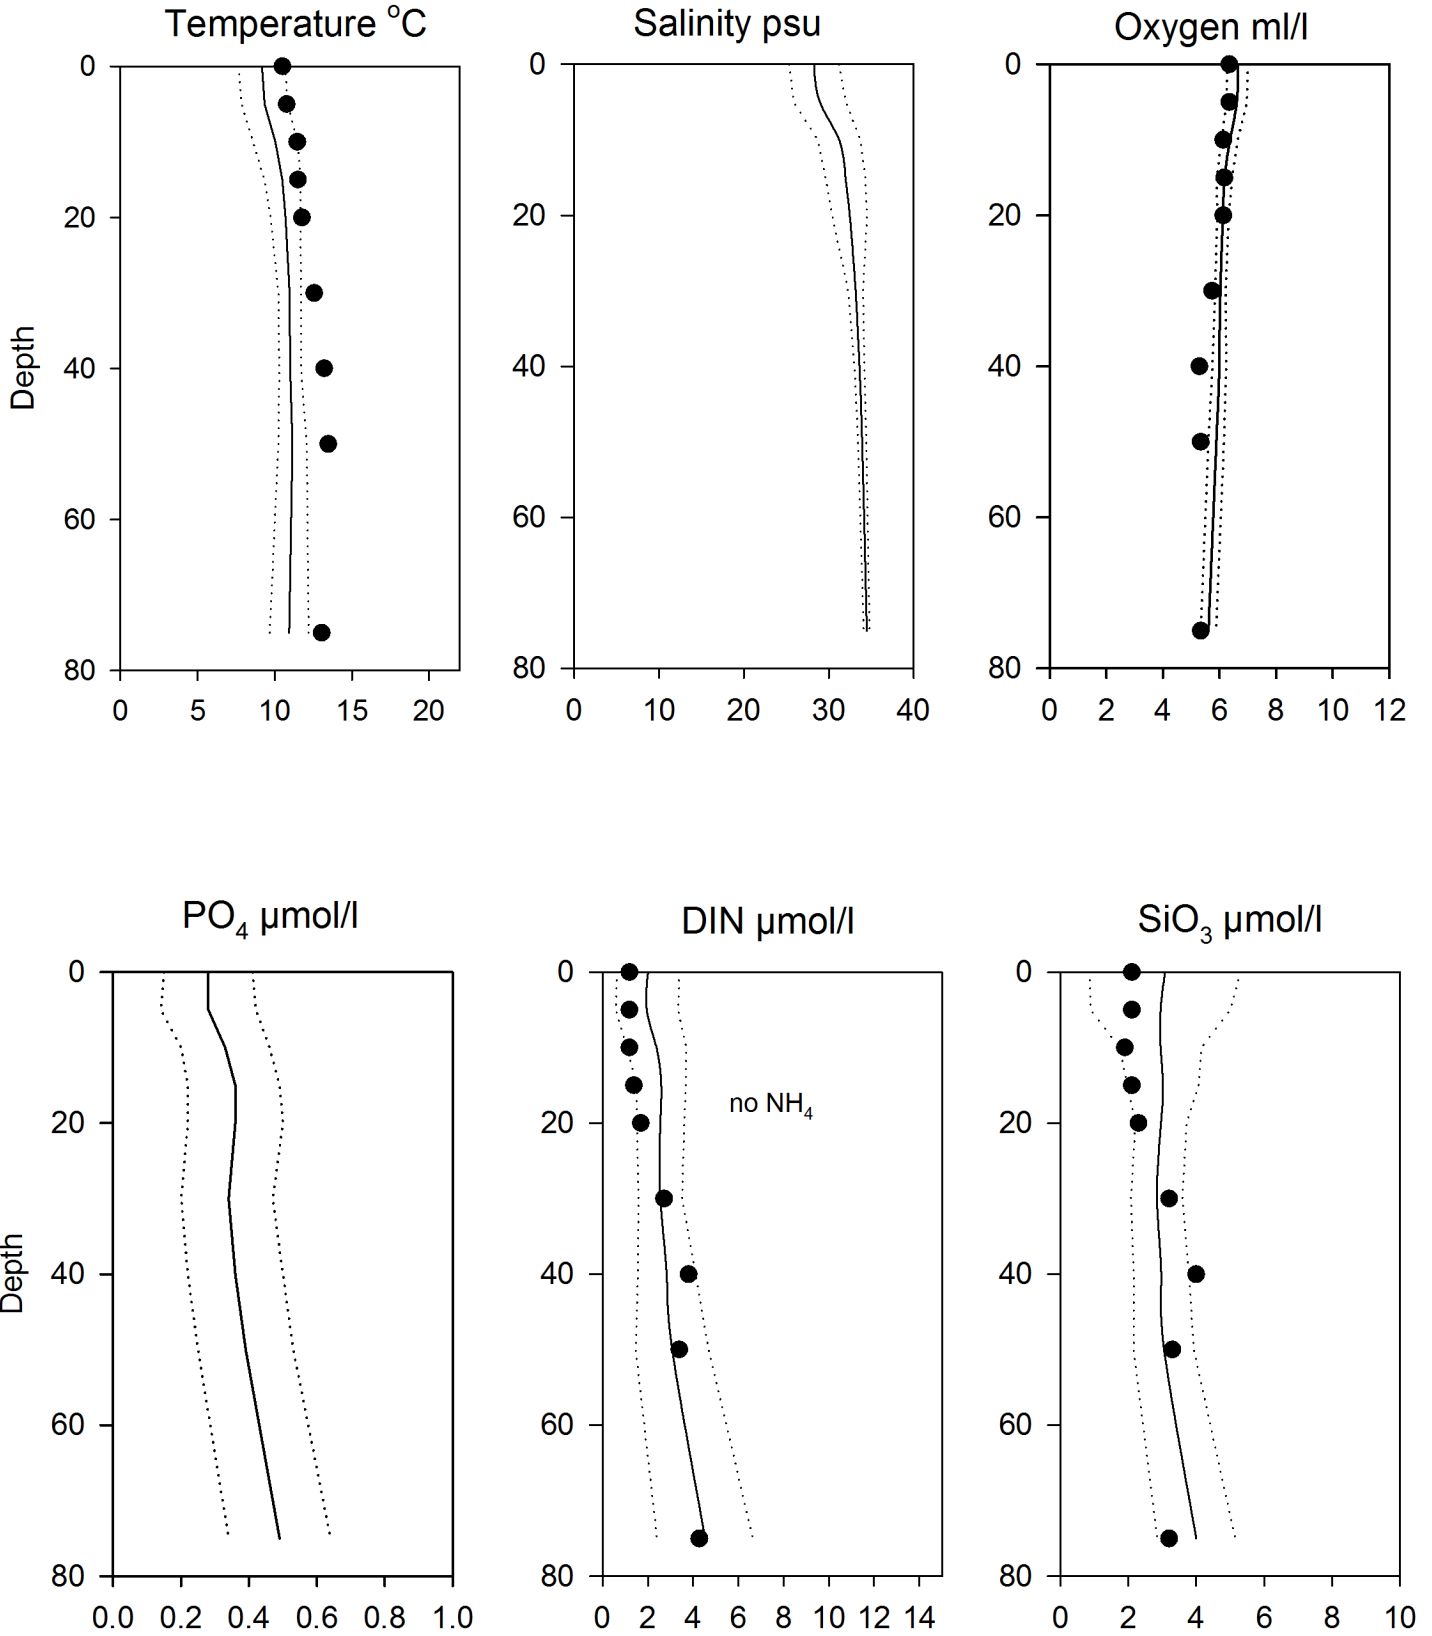 Temperature °C
Salinity psu
Oxygen ml/l
0
20
40
60
80
Depth
0 5 10 15 20
0
20
40
60
80
0 10 20 30 40
0
20
40
60
80
0 2 4 6 8 10 12
PO4 µmol/l
DIN µmol/l
SiO3 µmol/l
0
20
40
60
80
Depth
0.0 0.2 0.4 0.6 0.8 1.0
0
20
40
60
80
no NH4
0 2 4 6 8 10 12 14
0
20
40
60
80
0 2 4 6 8 10